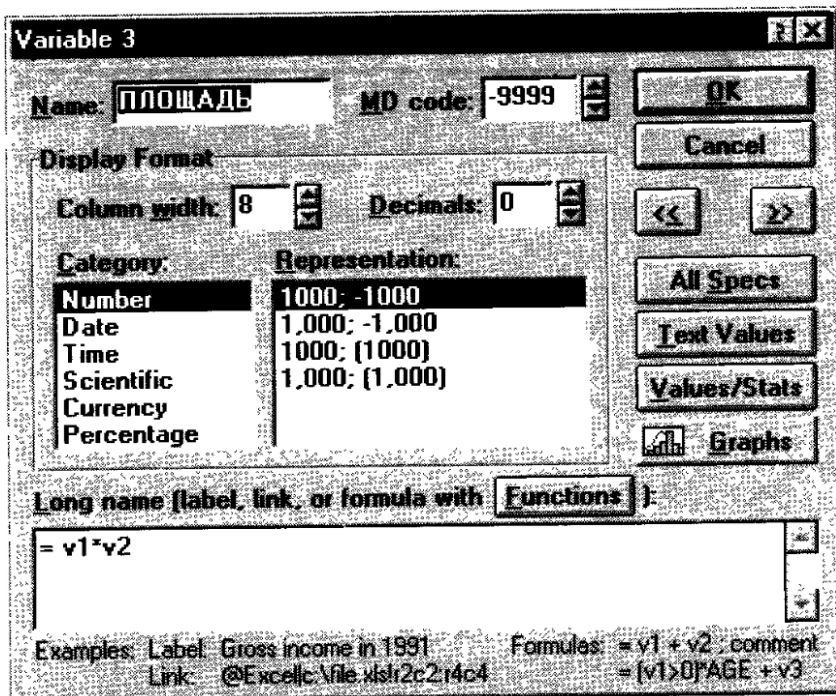 Variable 3
Name: ПЛОЩАДЬ MD code: -9999 OK
Cancel
Display Format
Column width: 8 Decimals: 0 << >>
Category: Representation:
Number 1000; -1000 All Specs
Date 1,000; -1,000
Time 1000; (1000) Text Values
Scientific 1,000; (1,000)
Currency Values/Stats
Percentage Graphs
Long name (label, link, or formula with Functions ):
= v1*v2
Examples: Label: Gross income in 1991 Formulas: = v1 + v2 ; comment
Link: @Excel|c:\file.xls!r2c2:r4c4 = (v1>0)*AGE + v3